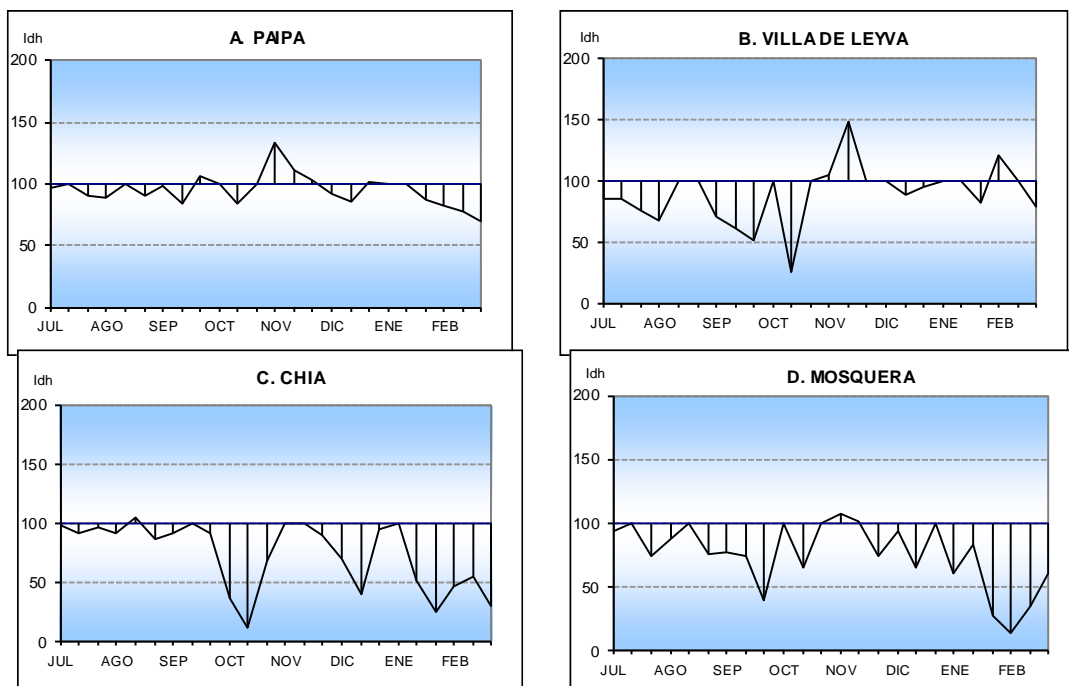 A. PAIPA
Idh
200
150
100
50
0
JUL AGO SEP OCT NOV DIC ENE FEB
B. VILLA DE LEYVA
Idh
200
150
100
50
0
JUL AGO SEP OCT NOV DIC ENE FEB
C. CHIA
Idh
200
150
100
50
0
JUL AGO SEP OCT NOV DIC ENE FEB
D. MOSQUERA
Idh
200
150
100
50
0
JUL AGO SEP OCT NOV DIC ENE FEB